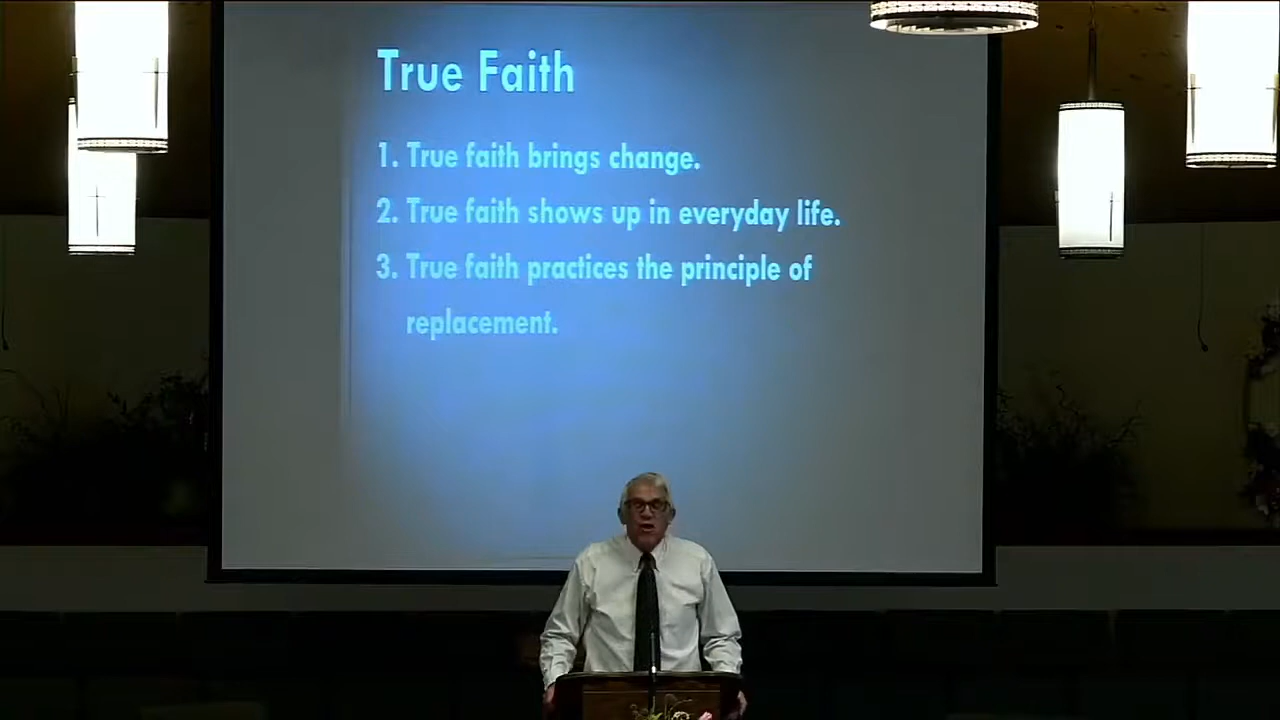 True Faith
1. True faith brings change.
2. True faith shows up in everyday life.
3. True faith practices the principle of
replacement.